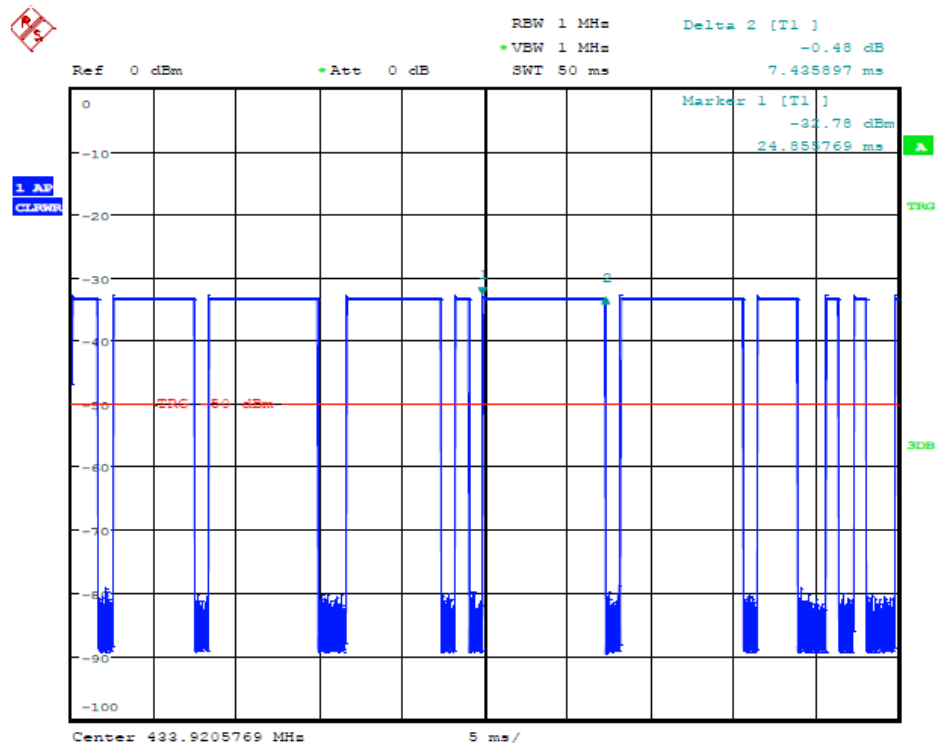 R S
RBW 1 MHz Delta 2 [T1 ]
* VBW 1 MHz -0.48 dB
Ref 0 dBm * Att 0 dB SWT 50 ms 7.435897 ms
0 Marker 1 [T1 ]
-32.78 dBm
24.855769 ms A
-10
1 AP
CLRWR
TRG
-20
-30 1 2
-40
-50 TRG -50 dBm
3DB
-60
-70
-80
-90
-100
Center 433.9205769 MHz 5 ms/